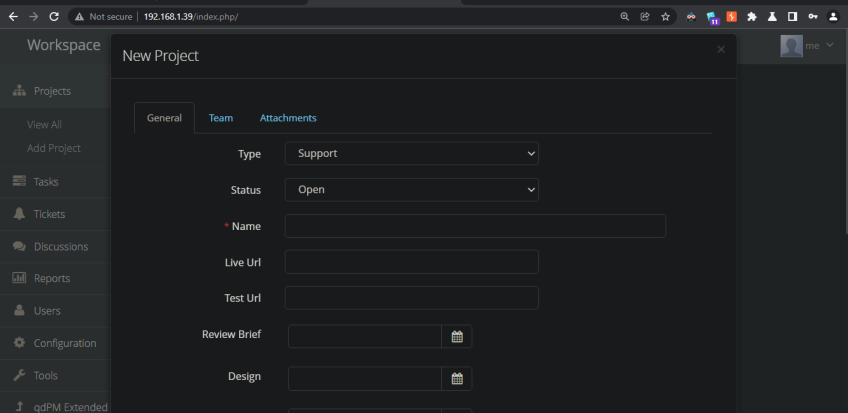 Not secure | 192.168.1.39/index.php/
11
Workspace
New Project
×
me
Projects
View All
Add Project
Tasks
Tickets
Discussions
Reports
Users
Configuration
Tools
qdPM Extended
General Team Attachments
Type Support
Status Open
* Name
Live Url
Test Url
Review Brief
Design